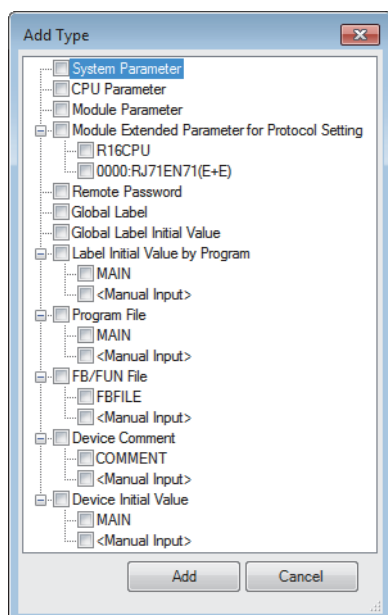 Add Type
System Parameter
CPU Parameter
Module Parameter
Module Extended Parameter for Protocol Setting
R16CPU
0000:RJ71EN71(E+E)
Remote Password
Global Label
Global Label Initial Value
Label Initial Value by Program
MAIN
<Manual Input>
Program File
MAIN
<Manual Input>
FB/FUN File
FBFILE
<Manual Input>
Device Comment
COMMENT
<Manual Input>
Device Initial Value
MAIN
<Manual Input>
Add
Cancel